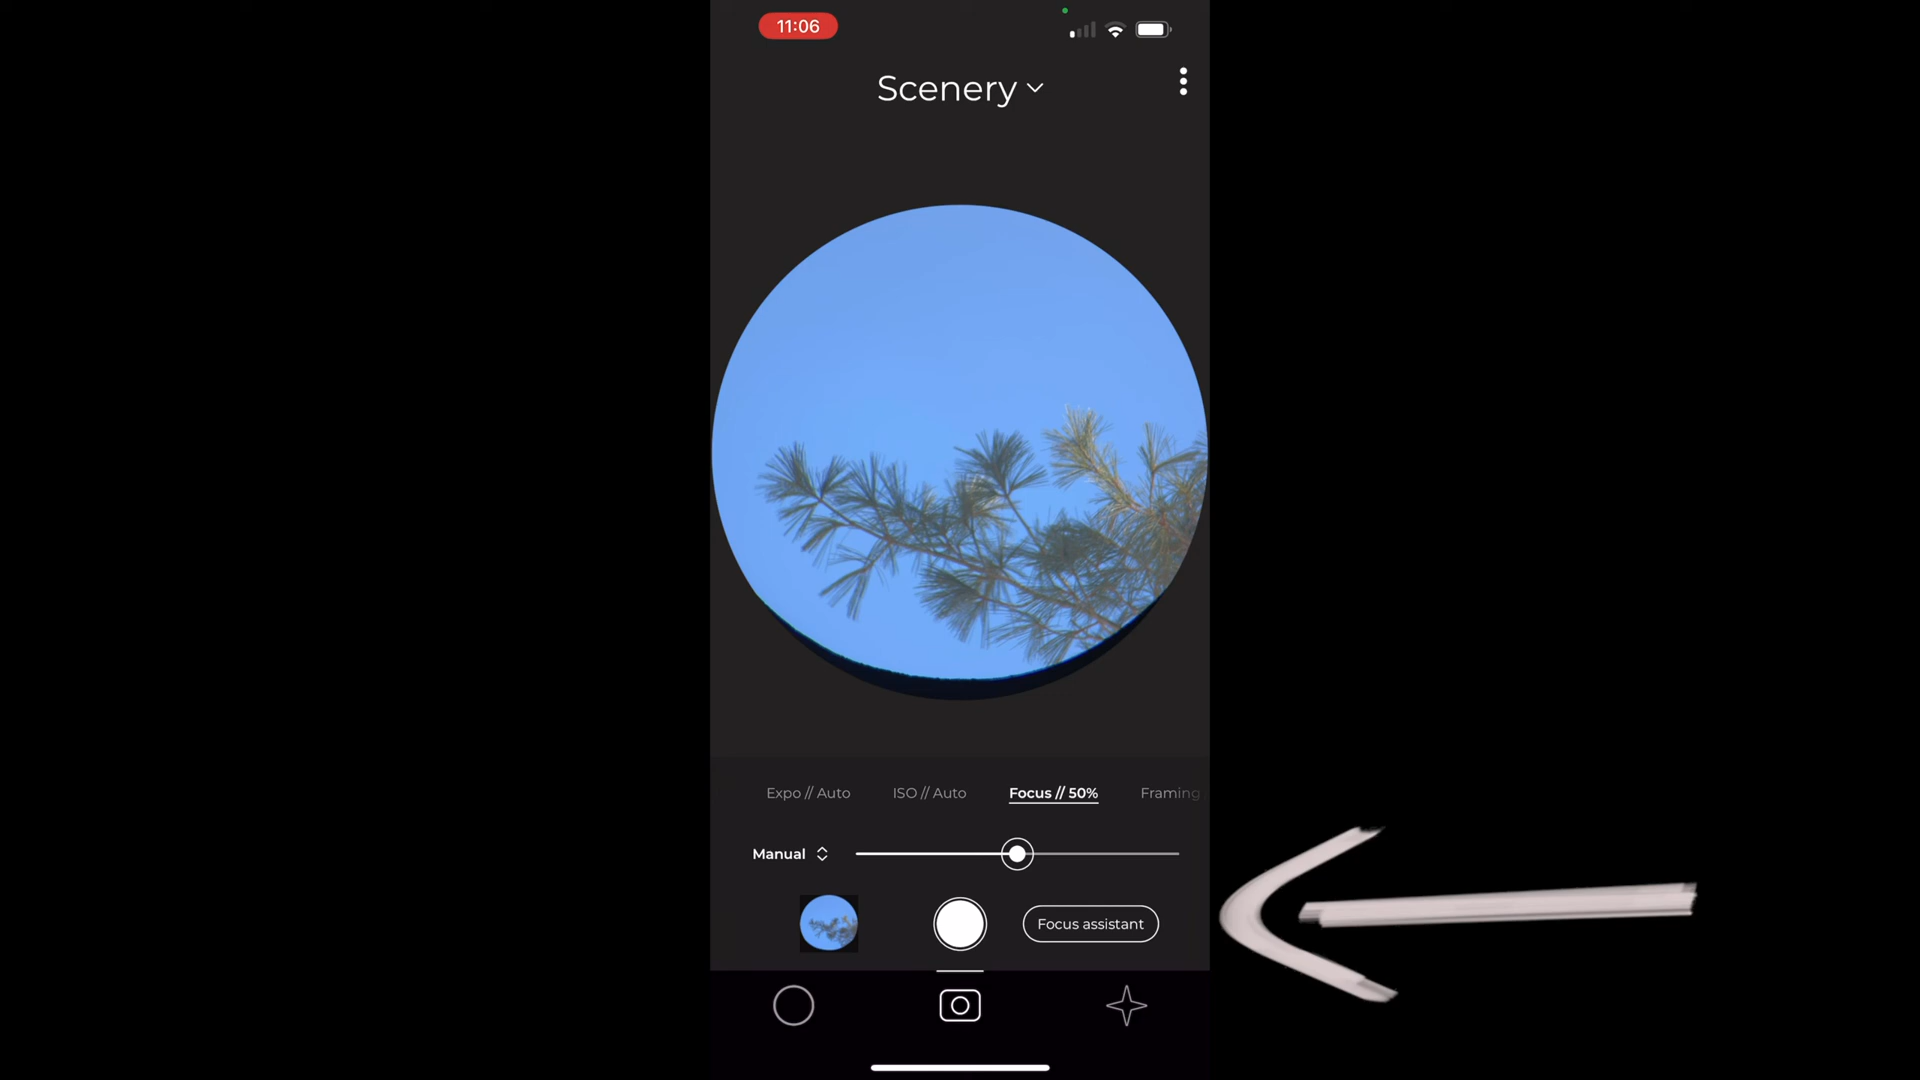 11:06
Scenery
Expo // Auto ISO // Auto Focus // 50% Framing
Manual
Focus assistant